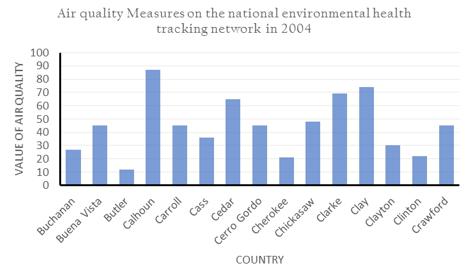 Air quality Measures on the national environmental health
tracking network in 2004
VALUE OF AIR QUALITY
100
90
80
70
60
50
40
30
20
10
0
Buchanan
Buena Vista
Butler
Calhoun
Carroll
Cass
Cedar
Cerro Gordo
Cherokee
Chickasaw
Clarke
Clay
Clayton
Clinton
Crawford
COUNTRY